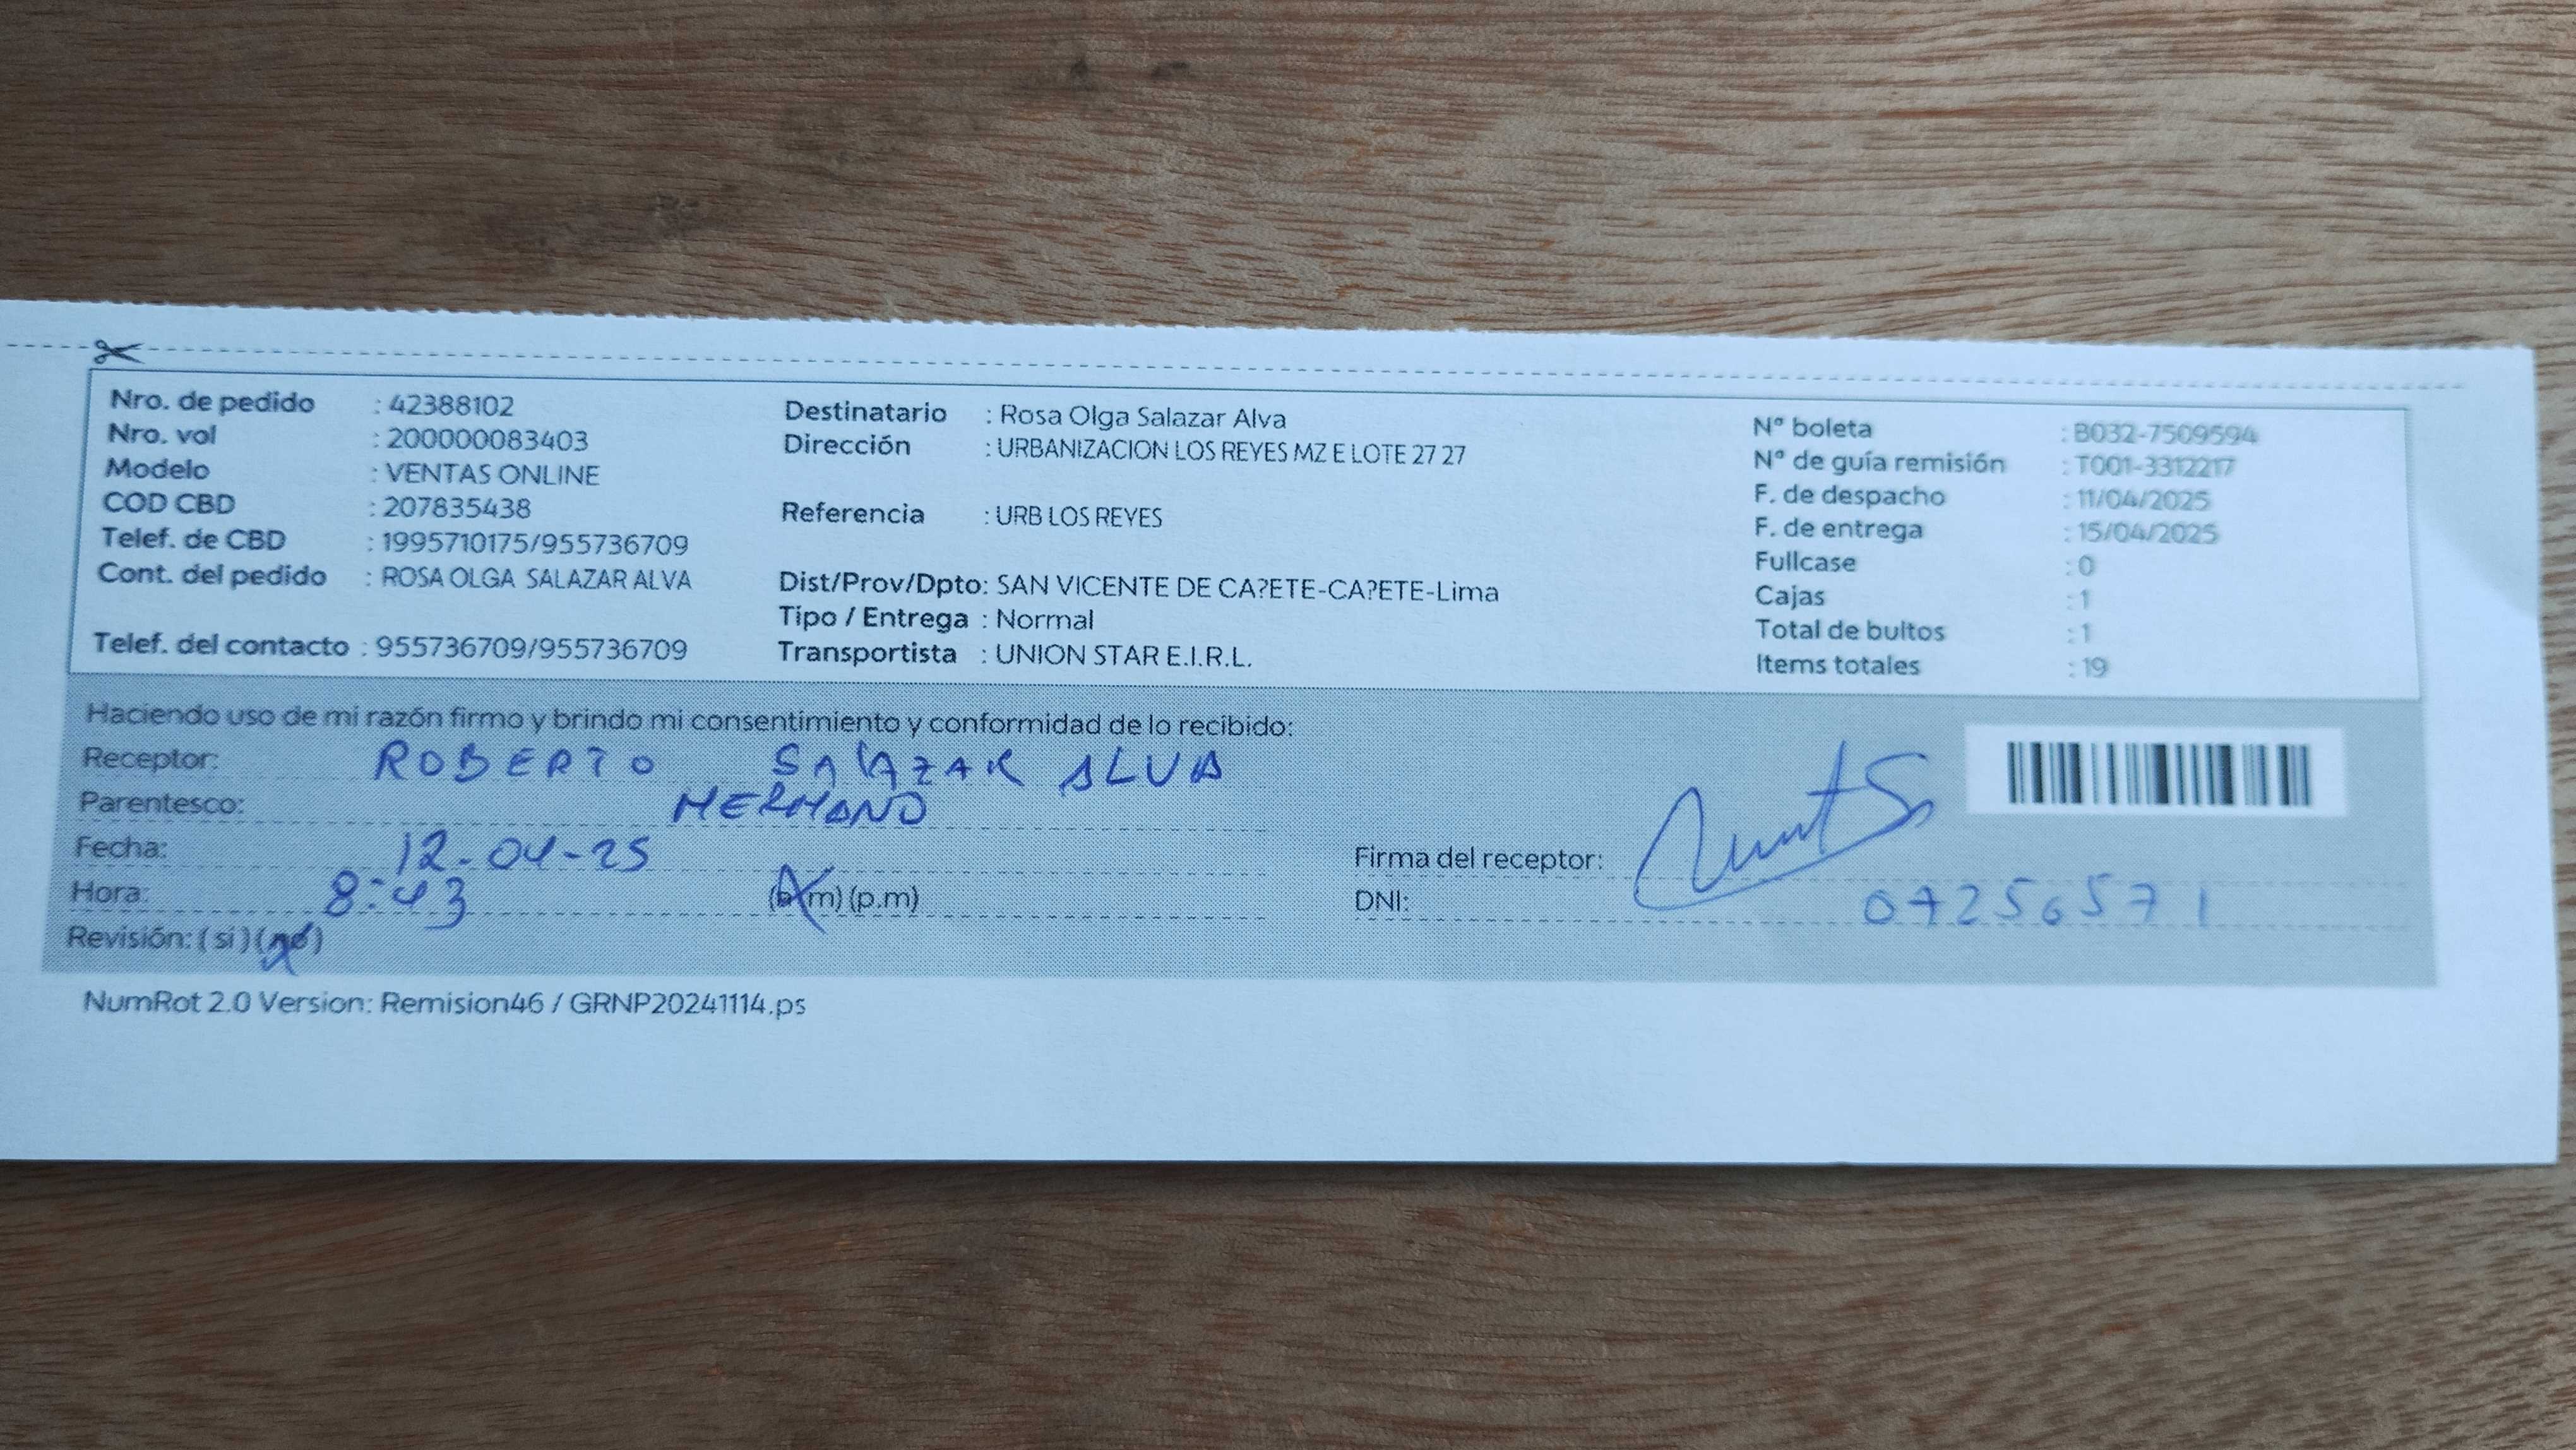 Nro. de pedido : 42388102
Nro. vol : 200000083403
Modelo : VENTAS ONLINE
COD CBD : 207835438
Telef. de CBD : 1995710175/955736709
Cont. del pedido : ROSA OLGA SALAZAR ALVA
Telef. del contacto : 955736709/955736709
Destinatario : Rosa Olga Salazar Alva
Dirección : URBANIZACION LOS REYES MZ E LOTE 27 27
Referencia : URB LOS REYES
Dist/Prov/Dpto: SAN VICENTE DE CA?ETE-CA?ETE-Lima
Tipo / Entrega : Normal
Transportista : UNION STAR E.I.R.L.
Nº boleta : B032-7509594
Nº de guía remisión : T001-3312217
F. de despacho : 11/04/2025
F. de entrega : 15/04/2025
Fullcase : 0
Cajas : 1
Total de bultos : 1
Items totales : 19
Haciendo uso de mi razón firmo y brindo mi consentimiento y conformidad de lo recibido:
Receptor: ROBERTO SALAZAR ALVA
Parentesco: HERMANO
Fecha: 12-04-25
Hora: 8:43 (a.m) (p.m)
Revisión: ( si ) ( no )
Firma del receptor:
DNI: 07256571
NumRot 2.0 Version: Remision46 / GRNP20241114.ps